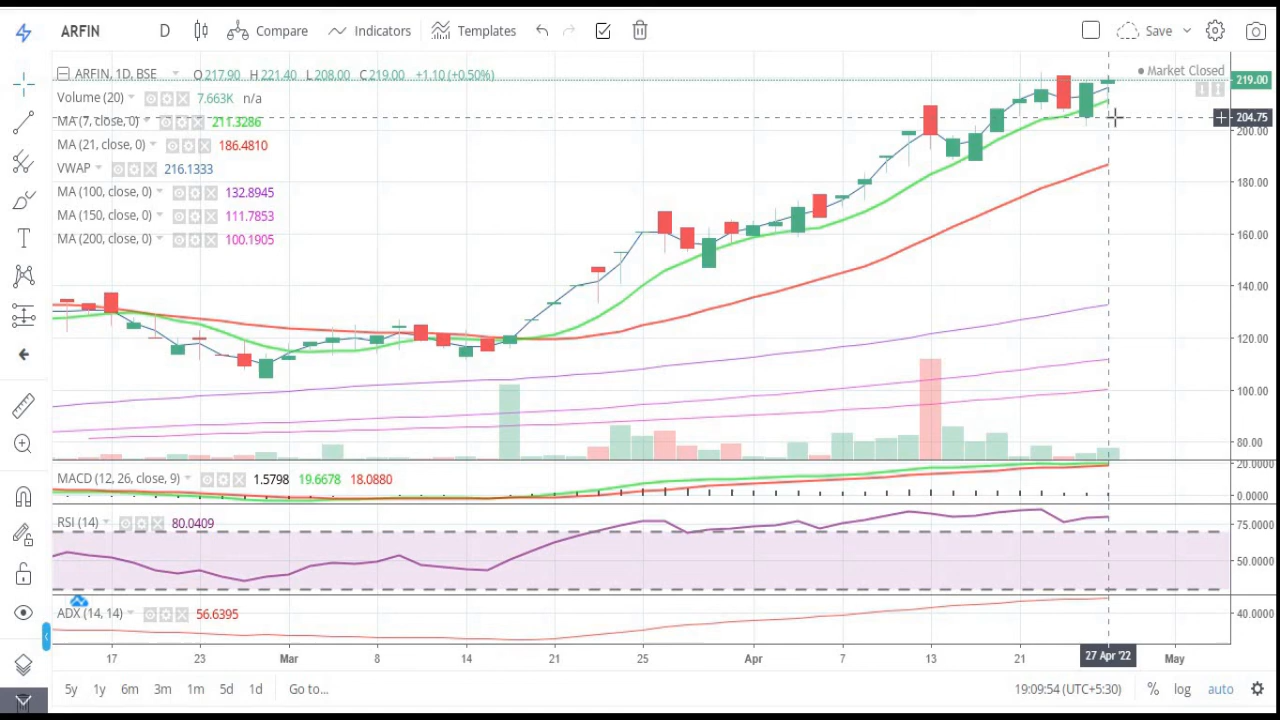 ARFIN D Compare Indicators Templates Save
ARFIN, 1D, BSE O 217.90 H 221.40 L 208.00 C 219.00 +1.10 (+0.50%) Market Closed
219.00
Volume (20) 7.663K n/a
MA (7, close, 0) 211.3286
204.75
200.00
MA (21, close, 0) 186.4810
VWAP 216.1333
180.00
MA (100, close, 0) 132.8945
MA (150, close, 0) 111.7853
MA (200, close, 0) 100.1905
160.00
140.00
120.00
100.00
80.00
20.0000
MACD (12, 26, close, 9) 1.5798 19.6678 18.0880
0.0000
RSI (14) 80.0409
75.0000
50.0000
ADX (14, 14) 56.6395
40.0000
17 23 Mar 8 14 21 25 Apr 7 13 21 27 Apr '22 May
5y 1y 6m 3m 1m 5d 1d Go to... 19:09:54 (UTC+5:30) % log auto